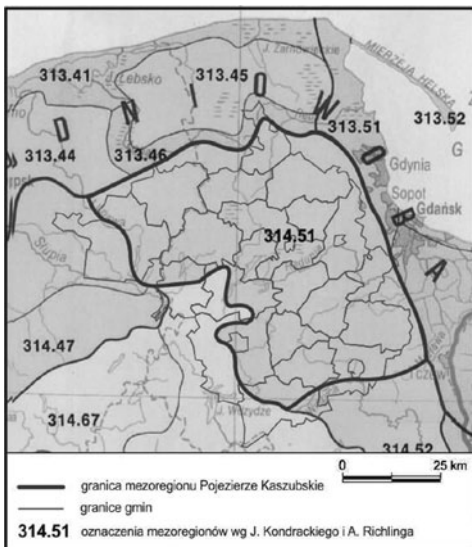 J. Żarnowieckie
MIERZEJA HELSKA
313.41
J. Łebsko
313.45
313.52
N I O W
313.51
G
D
313.44
313.46
O
Gdynia
Sopot
Gdańsk
B
A
Słupia
314.51
314.47
314.67
J. Wdzydze
314.52
0 25 km
granica mezoregionu Pojezierze Kaszubskie
granice gmin
314.51 oznaczenia mezoregionów wg J. Kondrackiego i A. Richlinga